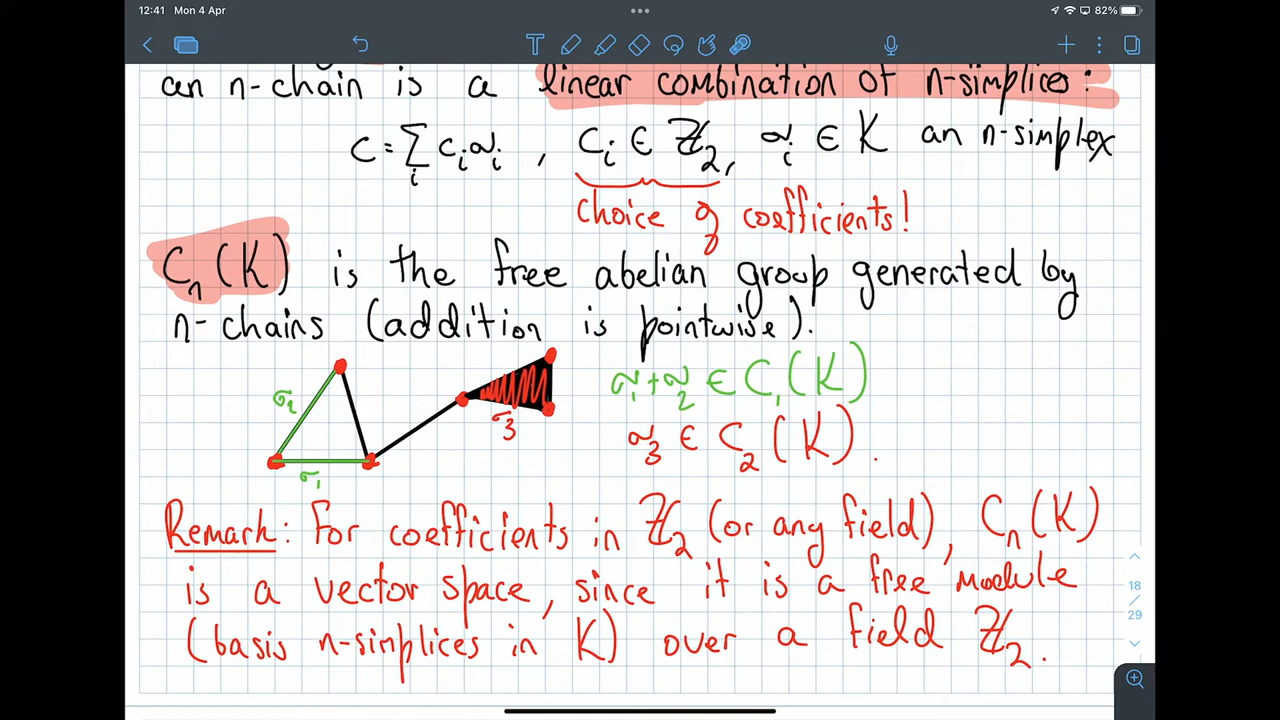 12:41 Mon 4 Apr 82%
an n-chain is a linear combination of n-simplices:
c = ∑ᵢ cᵢσᵢ , cᵢ ∈ ℤ₂, σᵢ ∈ K an n-simplex
choice of coefficients!
Cₙ(K) is the free abelian group generated by
n-chains (addition is pointwise).
σ₁+σ₂ ∈ C₁(K)
σ₂
σ₃
σ₃ ∈ C₂(K).
σ₁
Remark: For coefficients in ℤ₂ (or any field), Cₙ(K)
is a vector space, since it is a free module
(basis n-simplices in K) over a field ℤ₂.
18
/
29